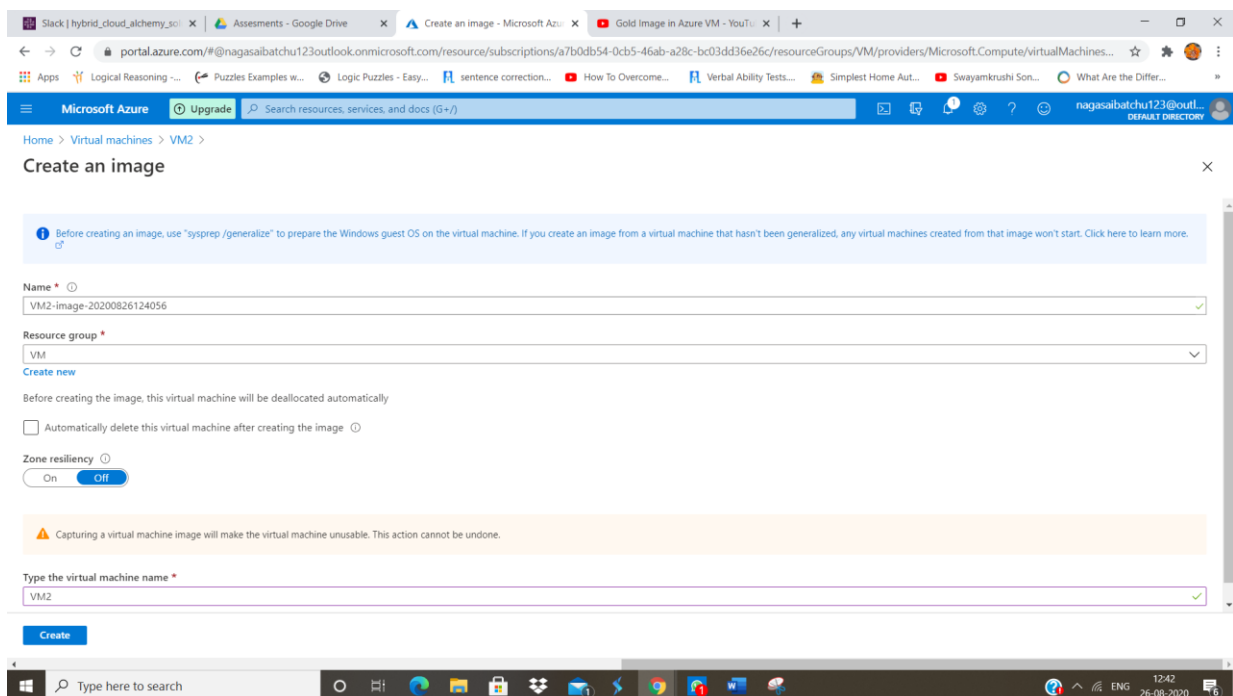 Slack | hybrid_cloud_alchemy_sol
Assesments - Google Drive
Create an image - Microsoft Azu
Gold Image in Azure VM - YouTu
portal.azure.com/#@nagasaibatchu123outlook.onmicrosoft.com/resource/subscriptions/a7b0db54-0cb5-46ab-a28c-bc03dd36e26c/resourceGroups/VM/providers/Microsoft.Compute/virtualMachines...
Apps Logical Reasoning -... Puzzles Examples w... Logic Puzzles - Easy... sentence correction... How To Overcome... Verbal Ability Tests.... Simplest Home Aut... Swayamkrushi Son... What Are the Differ... »
Microsoft Azure Upgrade Search resources, services, and docs (G+/) 1 nagasaibatchu123@outl...
DEFAULT DIRECTORY
Home > Virtual machines > VM2 >
Create an image
Before creating an image, use "sysprep /generalize" to prepare the Windows guest OS on the virtual machine. If you create an image from a virtual machine that hasn't been generalized, any virtual machines created from that image won't start. Click here to learn more.
Name *
VM2-image-20200826124056
Resource group *
VM
Create new
Before creating the image, this virtual machine will be deallocated automatically
Automatically delete this virtual machine after creating the image
Zone resiliency
On Off
Capturing a virtual machine image will make the virtual machine unusable. This action cannot be undone.
Type the virtual machine name *
VM2
Create
Type here to search ENG 12:42
26-08-2020